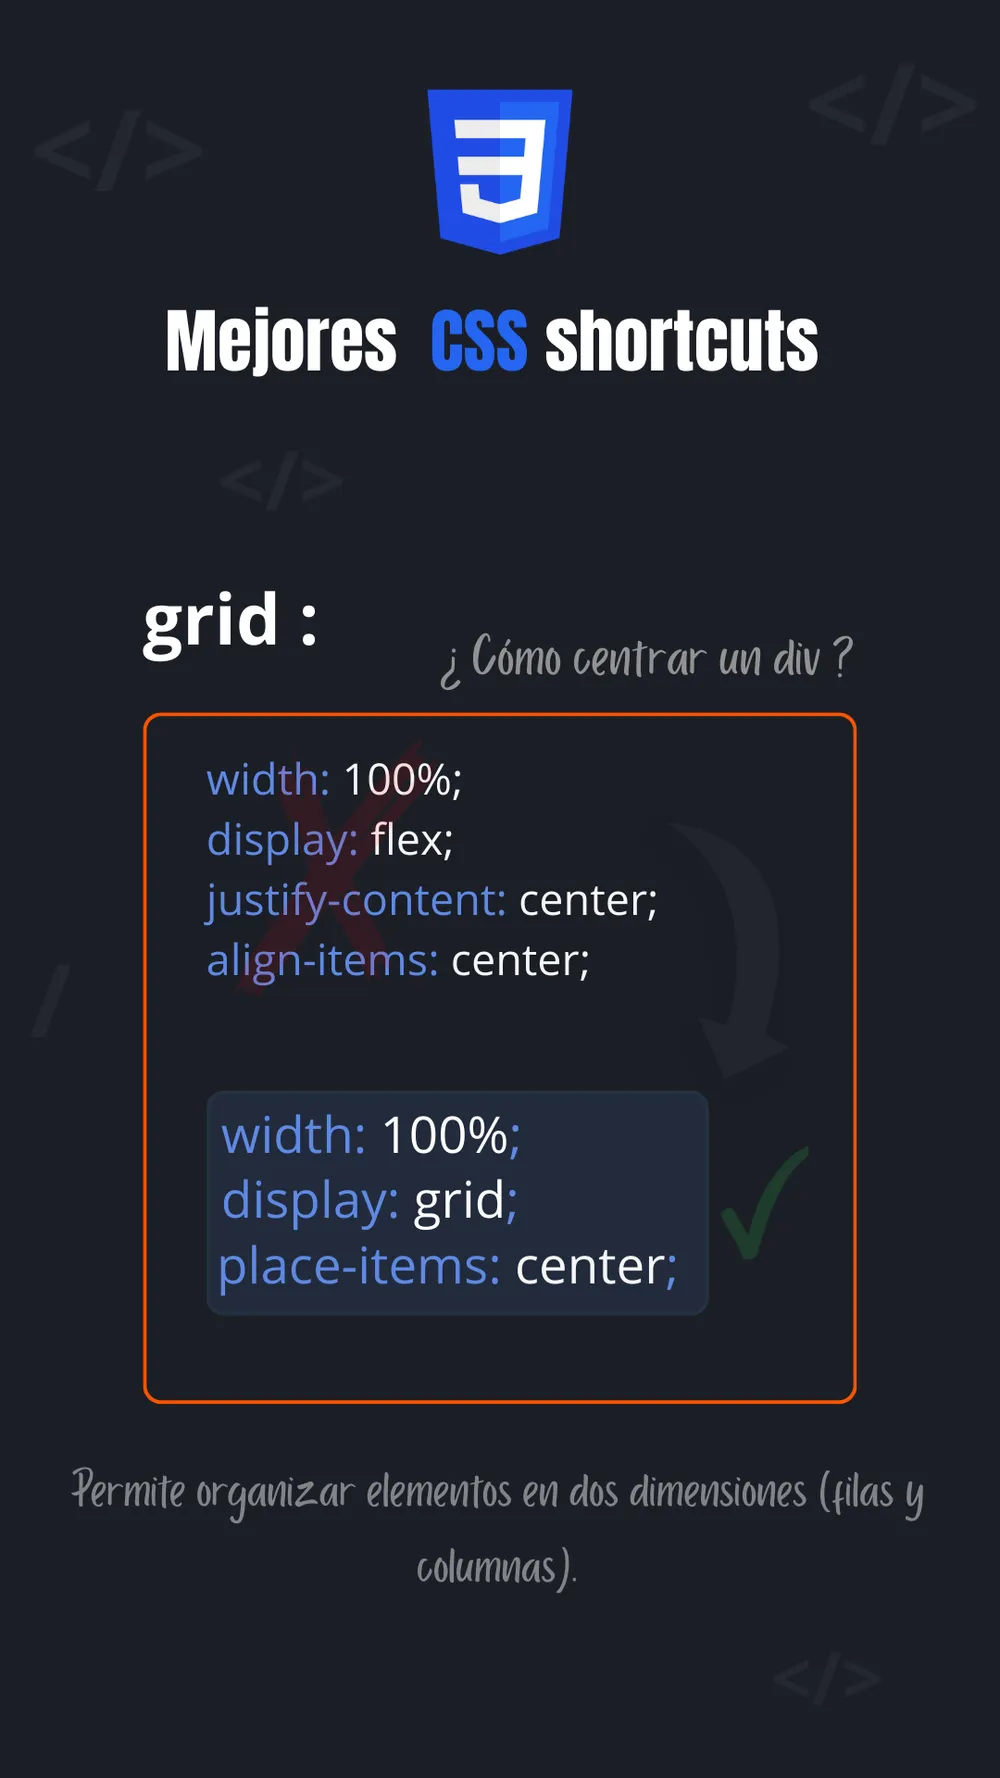 </>
</>
Mejores CSS shortcuts
</>
grid :
¿ Cómo centrar un div ?
width: 100%;
display: flex;
justify-content: center;
align-items: center;
/
width: 100%;
display: grid;
place-items: center;
Permite organizar elementos en dos dimensiones (filas y
columnas).
</>